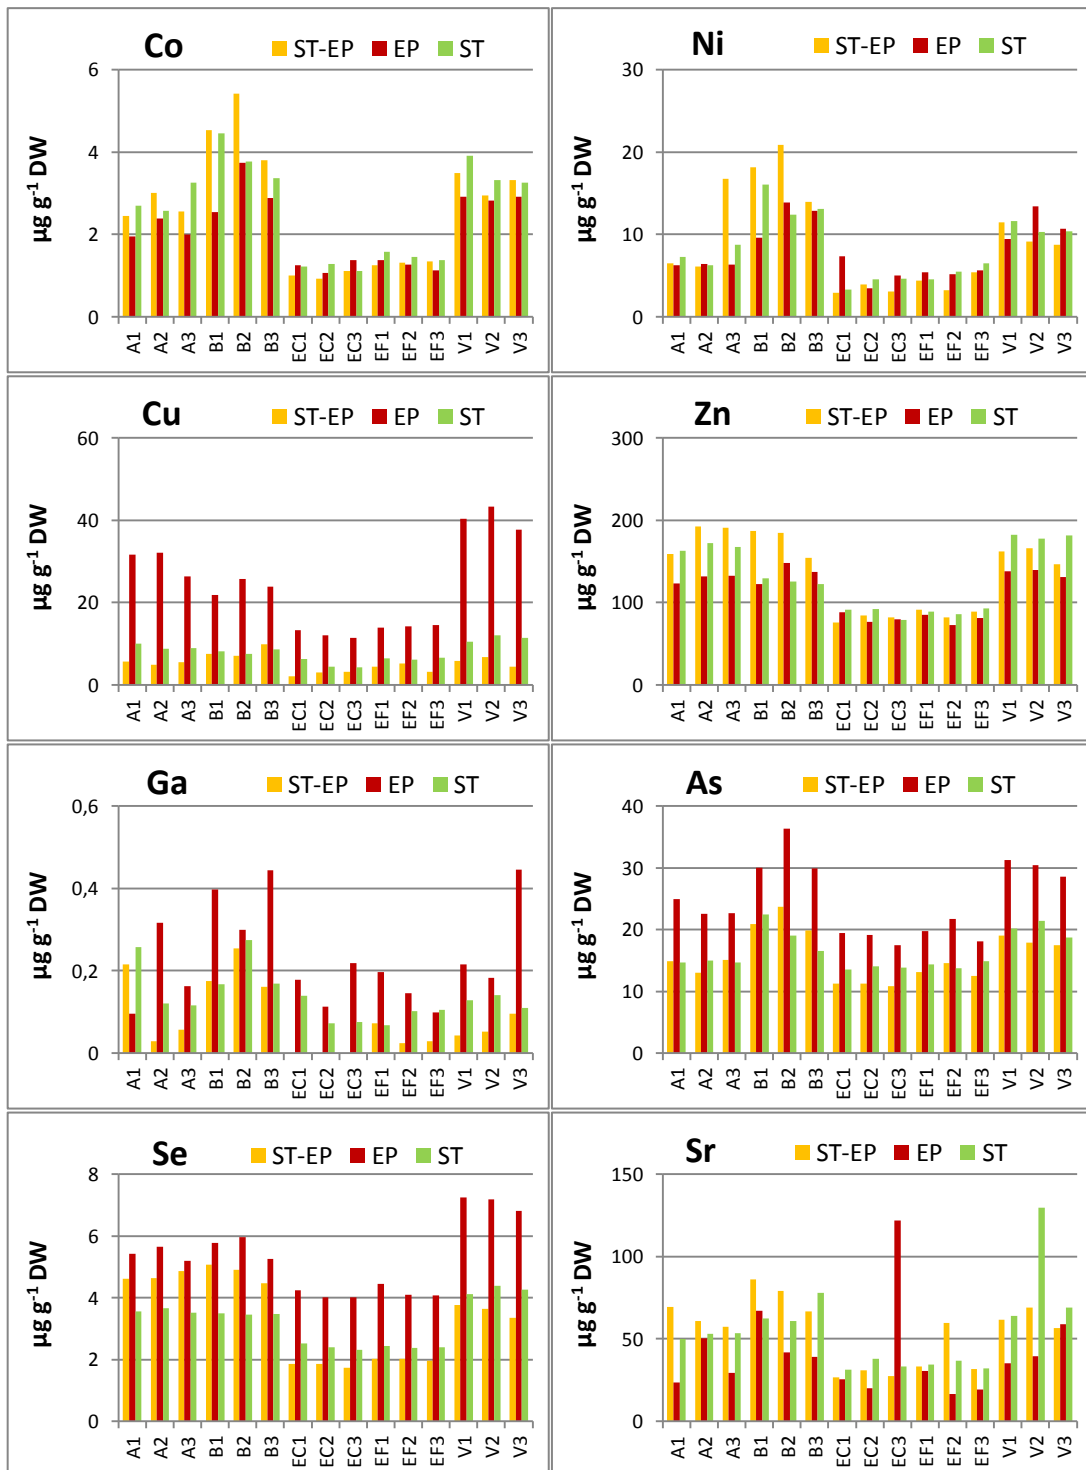 Co ST-EP EP ST
6
4
2
0
µg g⁻¹ DW
A1 A2 A3 B1 B2 B3 EC1 EC2 EC3 EF1 EF2 EF3 V1 V2 V3
Ni ST-EP EP ST
30
20
10
0
µg g⁻¹ DW
A1 A2 A3 B1 B2 B3 EC1 EC2 EC3 EF1 EF2 EF3 V1 V2 V3
Cu ST-EP EP ST
60
40
20
0
µg g⁻¹ DW
A1 A2 A3 B1 B2 B3 EC1 EC2 EC3 EF1 EF2 EF3 V1 V2 V3
Zn ST-EP EP ST
300
200
100
0
µg g⁻¹ DW
A1 A2 A3 B1 B2 B3 EC1 EC2 EC3 EF1 EF2 EF3 V1 V2 V3
Ga ST-EP EP ST
0,6
0,4
0,2
0
µg g⁻¹ DW
A1 A2 A3 B1 B2 B3 EC1 EC2 EC3 EF1 EF2 EF3 V1 V2 V3
As ST-EP EP ST
40
30
20
10
0
µg g⁻¹ DW
A1 A2 A3 B1 B2 B3 EC1 EC2 EC3 EF1 EF2 EF3 V1 V2 V3
Se ST-EP EP ST
8
6
4
2
0
µg g⁻¹ DW
A1 A2 A3 B1 B2 B3 EC1 EC2 EC3 EF1 EF2 EF3 V1 V2 V3
Sr ST-EP EP ST
150
100
50
0
µg g⁻¹ DW
A1 A2 A3 B1 B2 B3 EC1 EC2 EC3 EF1 EF2 EF3 V1 V2 V3